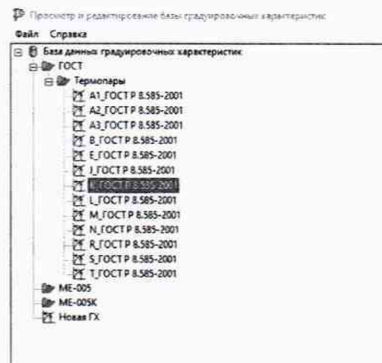 Просмотр и редактирование базы градуировочных характеристик
Файл Справка
База данных градуировочных характеристик
ГОСТ
Термопары
A1_ГОСТ Р 8.585-2001
A2_ГОСТ Р 8.585-2001
A3_ГОСТ Р 8.585-2001
B_ГОСТ Р 8.585-2001
E_ГОСТ Р 8.585-2001
J_ГОСТ Р 8.585-2001
K_ГОСТ Р 8.585-2001
L_ГОСТ Р 8.585-2001
M_ГОСТ Р 8.585-2001
N_ГОСТ Р 8.585-2001
R_ГОСТ Р 8.585-2001
S_ГОСТ Р 8.585-2001
T_ГОСТ Р 8.585-2001
ME-005
ME-005K
Новая ГХ